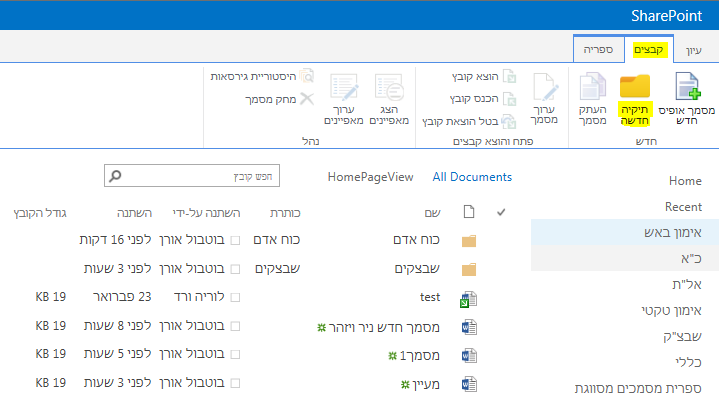 SharePoint
עיון קבצים ספריה
מסמך אופיס חדש
תיקיה חדשה
העתק מסמך
חדש
ערוך מסמך
הוצא קובץ
הכנס קובץ
בטל הוצאת קובץ
פתח והוצא קבצים
הצג מאפיינים
ערוך מאפיינים
היסטוריית גירסאות
מחק מסמך
נהל
Home
Recent
אימון באש
כ"א
אל"ת
אימון טקטי
שבצ"ק
כללי
ספרית מסמכים מסווגת
All Documents HomePageView חפש קובץ
שם כותרת השתנה על-ידי השתנה גודל הקובץ
כוח אדם כוח אדם בוטבול אורן לפני 16 דקות
שבצקים שבצקים בוטבול אורן לפני 3 שעות
test לוריה ורד 23 פברואר 19 KB
מסמך חדש ניר ויזהר בוטבול אורן לפני 8 שעות 19 KB
מסמך1 בוטבול אורן לפני 5 שעות 19 KB
מעיין בוטבול אורן לפני 3 שעות 19 KB